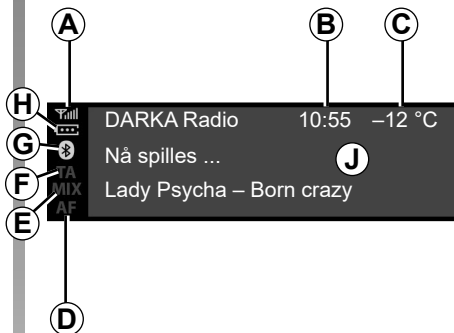 A B C
H
G
F
E
D
DARKA Radio 10:55 –12 °C
Nå spilles ...
J
Lady Psycha – Born crazy
TA
MIX
AF